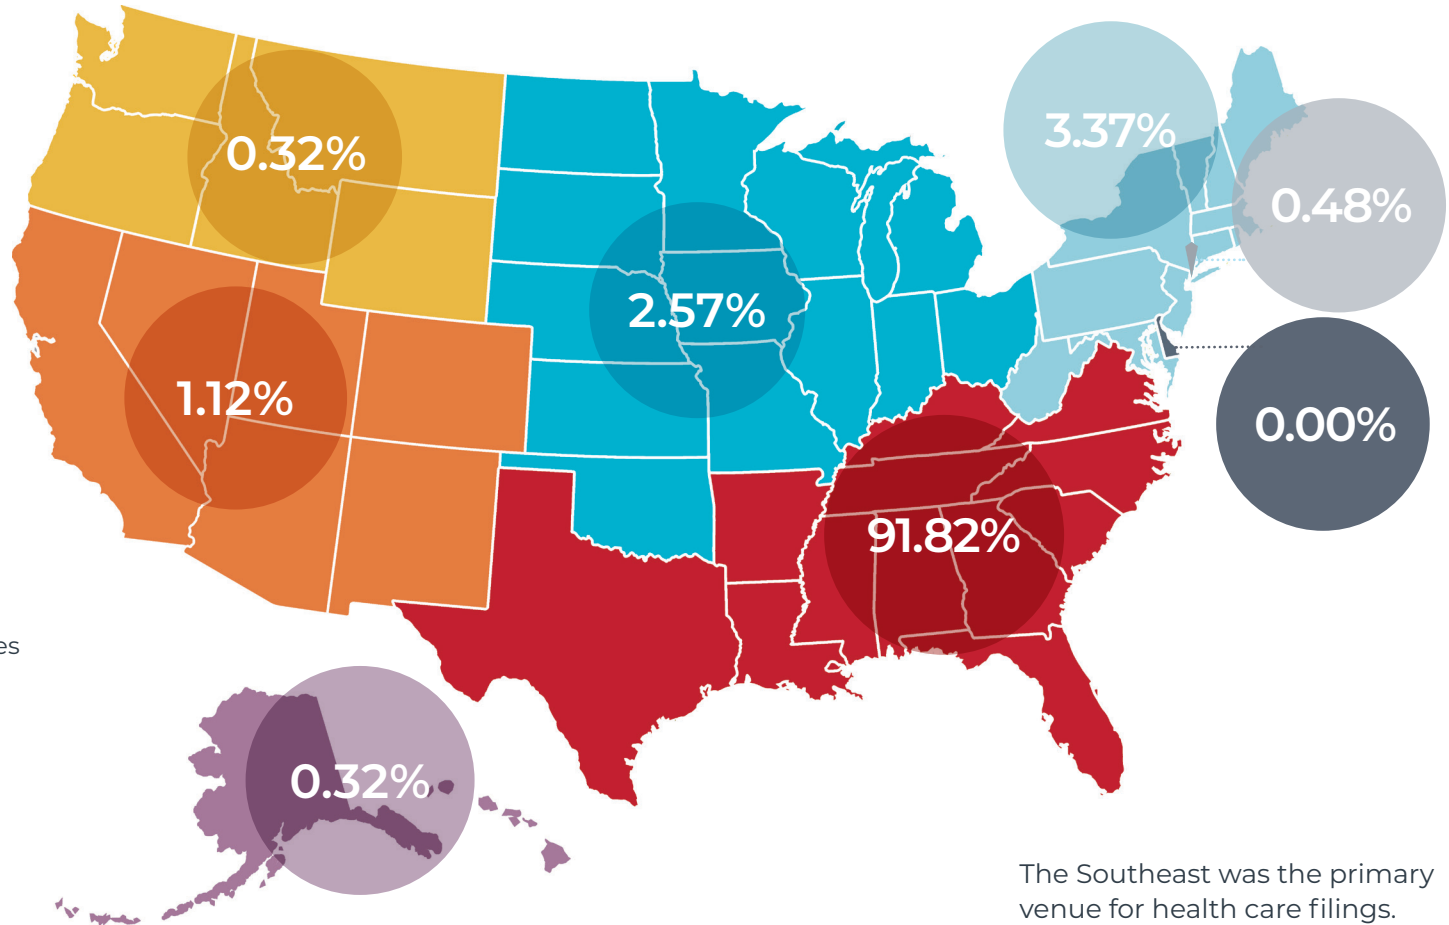 3.37%
0.32%
0.48%
2.57%
1.12%
0.00%
91.82%
es
0.32%
The Southeast was the primary
venue for health care filings.